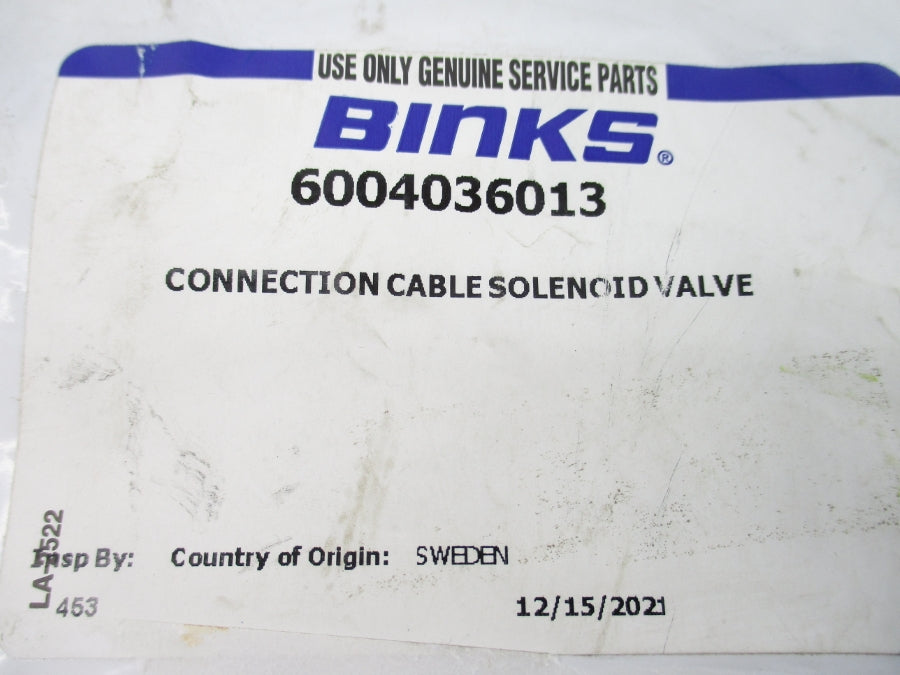 USE ONLY GENUINE SERVICE PARTS
BINKS®
6004036013
CONNECTION CABLE SOLENOID VALVE
Insp By: Country of Origin: SWEDEN
453
12/15/2021